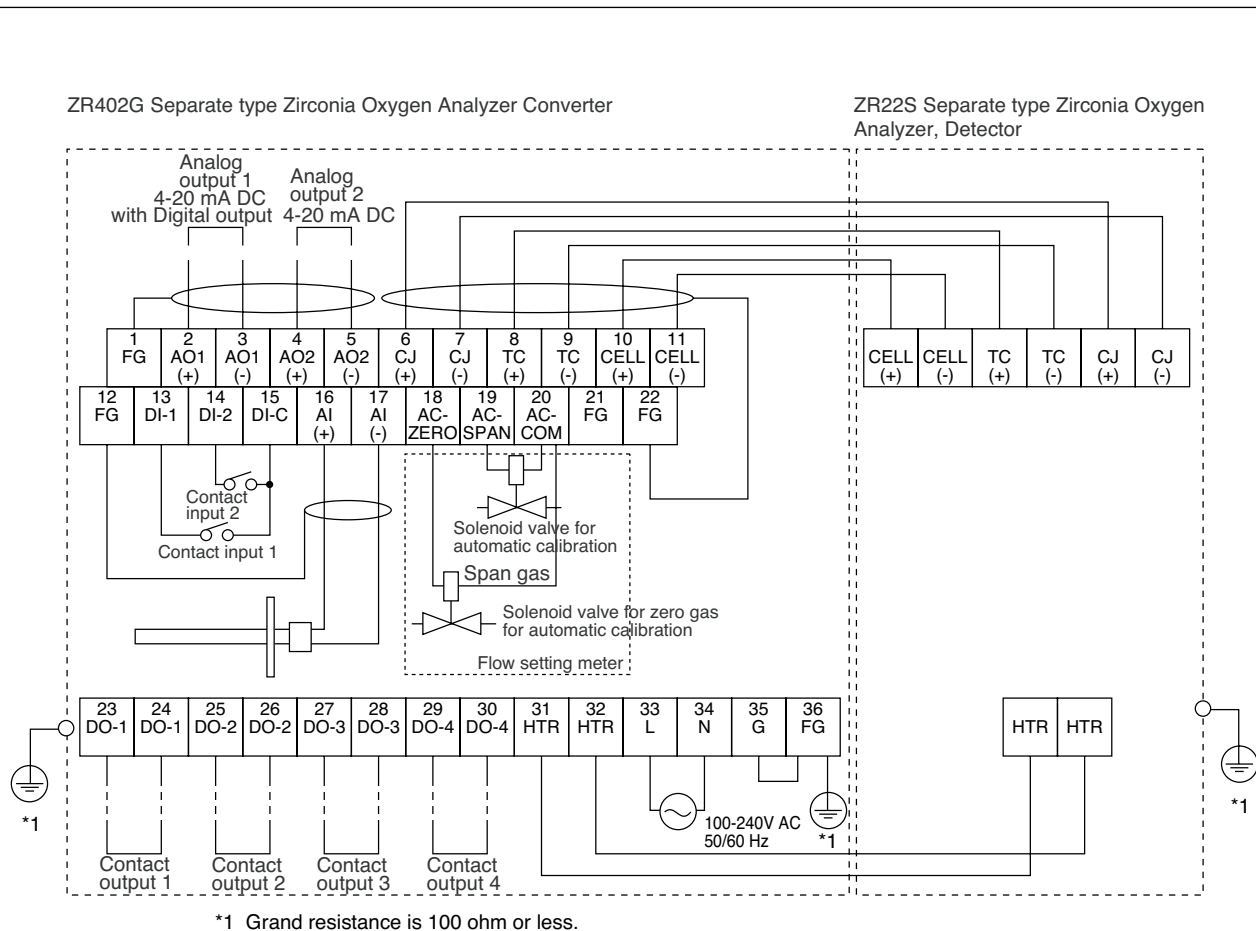 ZR402G Separate type Zirconia Oxygen Analyzer Converter
ZR22S Separate type Zirconia Oxygen
Analyzer, Detector
Analog
output 1
4-20 mA DC
with Digital output
Analog
output 2
4-20 mA DC
1 2 3 4 5 6 7 8 9 10 11
FG AO1 AO1 AO2 AO2 CJ CJ TC TC CELL CELL
(+) (-) (+) (-) (+) (-) (+) (-) (+) (-)
CELL CELL TC TC CJ CJ
(+) (-) (+) (-) (+) (-)
12 13 14 15 16 17 18 19 20 21 22
FG DI-1 DI-2 DI-C AI AI AC- AC- AC- FG FG
(+) (-) ZERO SPAN COM
Contact
input 2
Contact input 1
Solenoid valve for
automatic calibration
Span gas
Solenoid valve for zero gas
for automatic calibration
Flow setting meter
23 24 25 26 27 28 29 30 31 32 33 34 35 36
DO-1 DO-1 DO-2 DO-2 DO-3 DO-3 DO-4 DO-4 HTR HTR L N G FG
HTR HTR
*1
100-240V AC
50/60 Hz
*1
*1
Contact
output 1
Contact
output 2
Contact
output 3
Contact
output 4
*1 Grand resistance is 100 ohm or less.